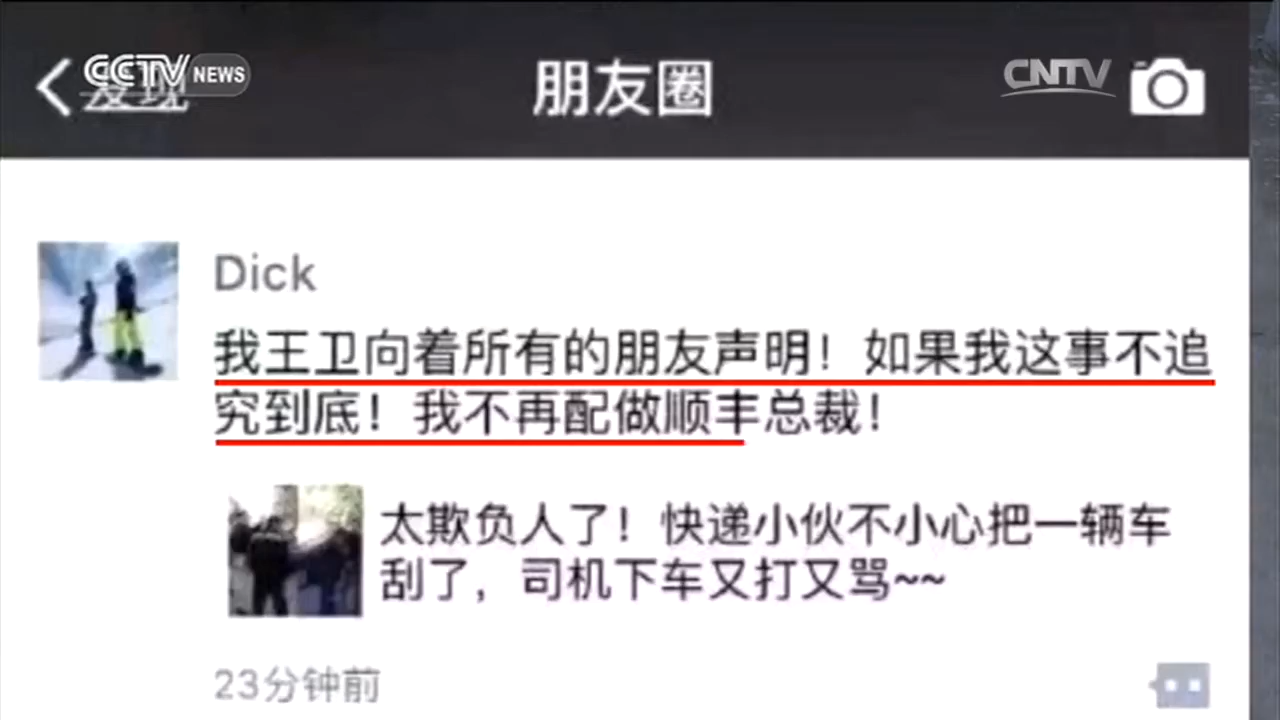 CCTV NEWS
发现
朋友圈
CNTV
Dick
我王卫向着所有的朋友声明！如果我这事不追
究到底！我不再配做顺丰总裁！
太欺负人了！快递小伙不小心把一辆车
刮了，司机下车又打又骂~~
23分钟前